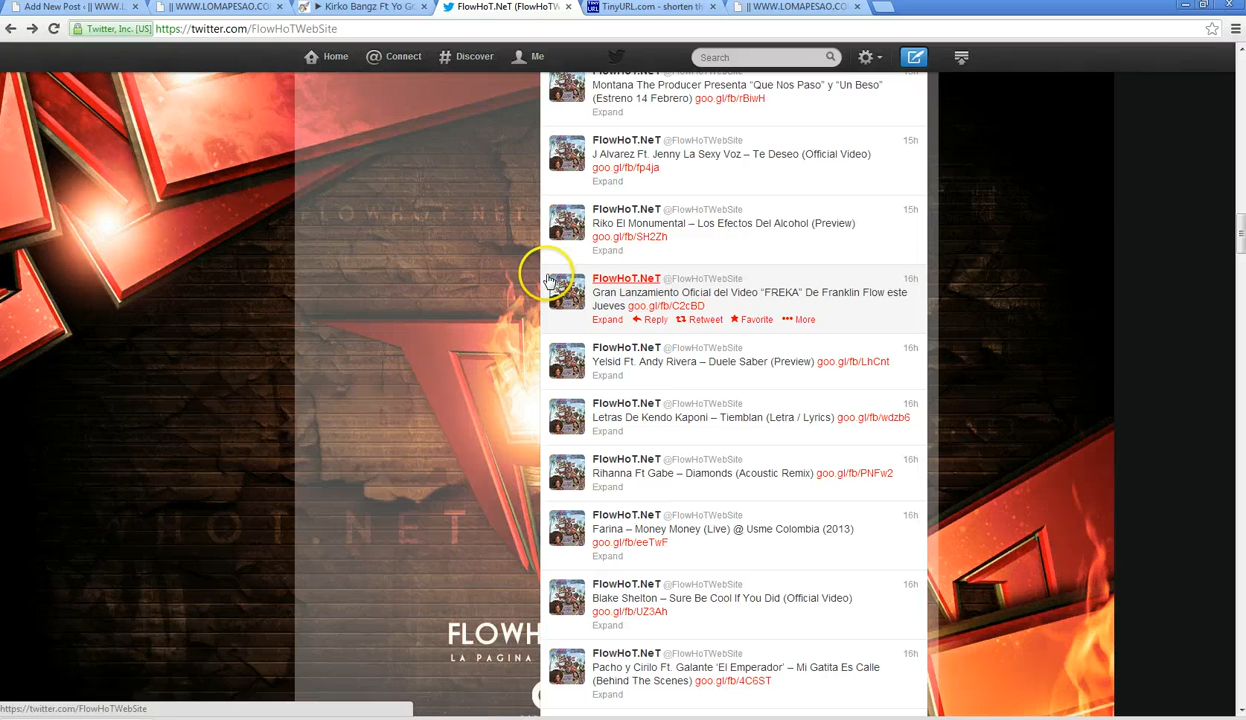 Add New Post ‹ || WWW.L
|| WWW.LOMAPESAO.COM
Kirko Bangz Ft Yo Go
FlowHoT.NeT (FlowHoTW
TinyURL.com - shorten th
|| WWW.LOMAPESAO.COM
Twitter, Inc. [US] https://twitter.com/FlowHoTWebSite
Home
Connect
Discover
Me
Search
Montana The Producer Presenta “Que Nos Paso” y “Un Beso”
(Estreno 14 Febrero) goo.gl/fb/rBiwH
Expand
FlowHoT.NeT @FlowHoTWebSite 15h
J Alvarez Ft. Jenny La Sexy Voz – Te Deseo (Official Video)
goo.gl/fb/fp4ja
Expand
FlowHoT.NeT @FlowHoTWebSite 15h
Riko El Monumental – Los Efectos Del Alcohol (Preview)
goo.gl/fb/SH2Zh
Expand
FlowHoT.NeT @FlowHoTWebSite 16h
Gran Lanzamiento Oficial del Video “FREKA” De Franklin Flow este
Jueves goo.gl/fb/C2cBD
Expand Reply Retweet Favorite More
FlowHoT.NeT @FlowHoTWebSite 16h
Yelsid Ft. Andy Rivera – Duele Saber (Preview) goo.gl/fb/LhCnt
Expand
FlowHoT.NeT @FlowHoTWebSite 16h
Letras De Kendo Kaponi – Tiemblan (Letra / Lyrics) goo.gl/fb/wdzb6
Expand
FlowHoT.NeT @FlowHoTWebSite 16h
Rihanna Ft Gabe – Diamonds (Acoustic Remix) goo.gl/fb/PNFw2
Expand
FlowHoT.NeT @FlowHoTWebSite 16h
Farina – Money Money (Live) @ Usme Colombia (2013)
goo.gl/fb/eeTwF
Expand
FlowHoT.NeT @FlowHoTWebSite 16h
Blake Shelton – Sure Be Cool If You Did (Official Video)
goo.gl/fb/UZ3Ah
Expand
FlowHoT.NeT @FlowHoTWebSite 16h
Pacho y Cirilo Ft. Galante ‘El Emperador’ – Mi Gatita Es Calle
(Behind The Scenes) goo.gl/fb/4C6ST
Expand
HOT.NET
FLOWH
LA PAGINA
https://twitter.com/FlowHoTWebSite